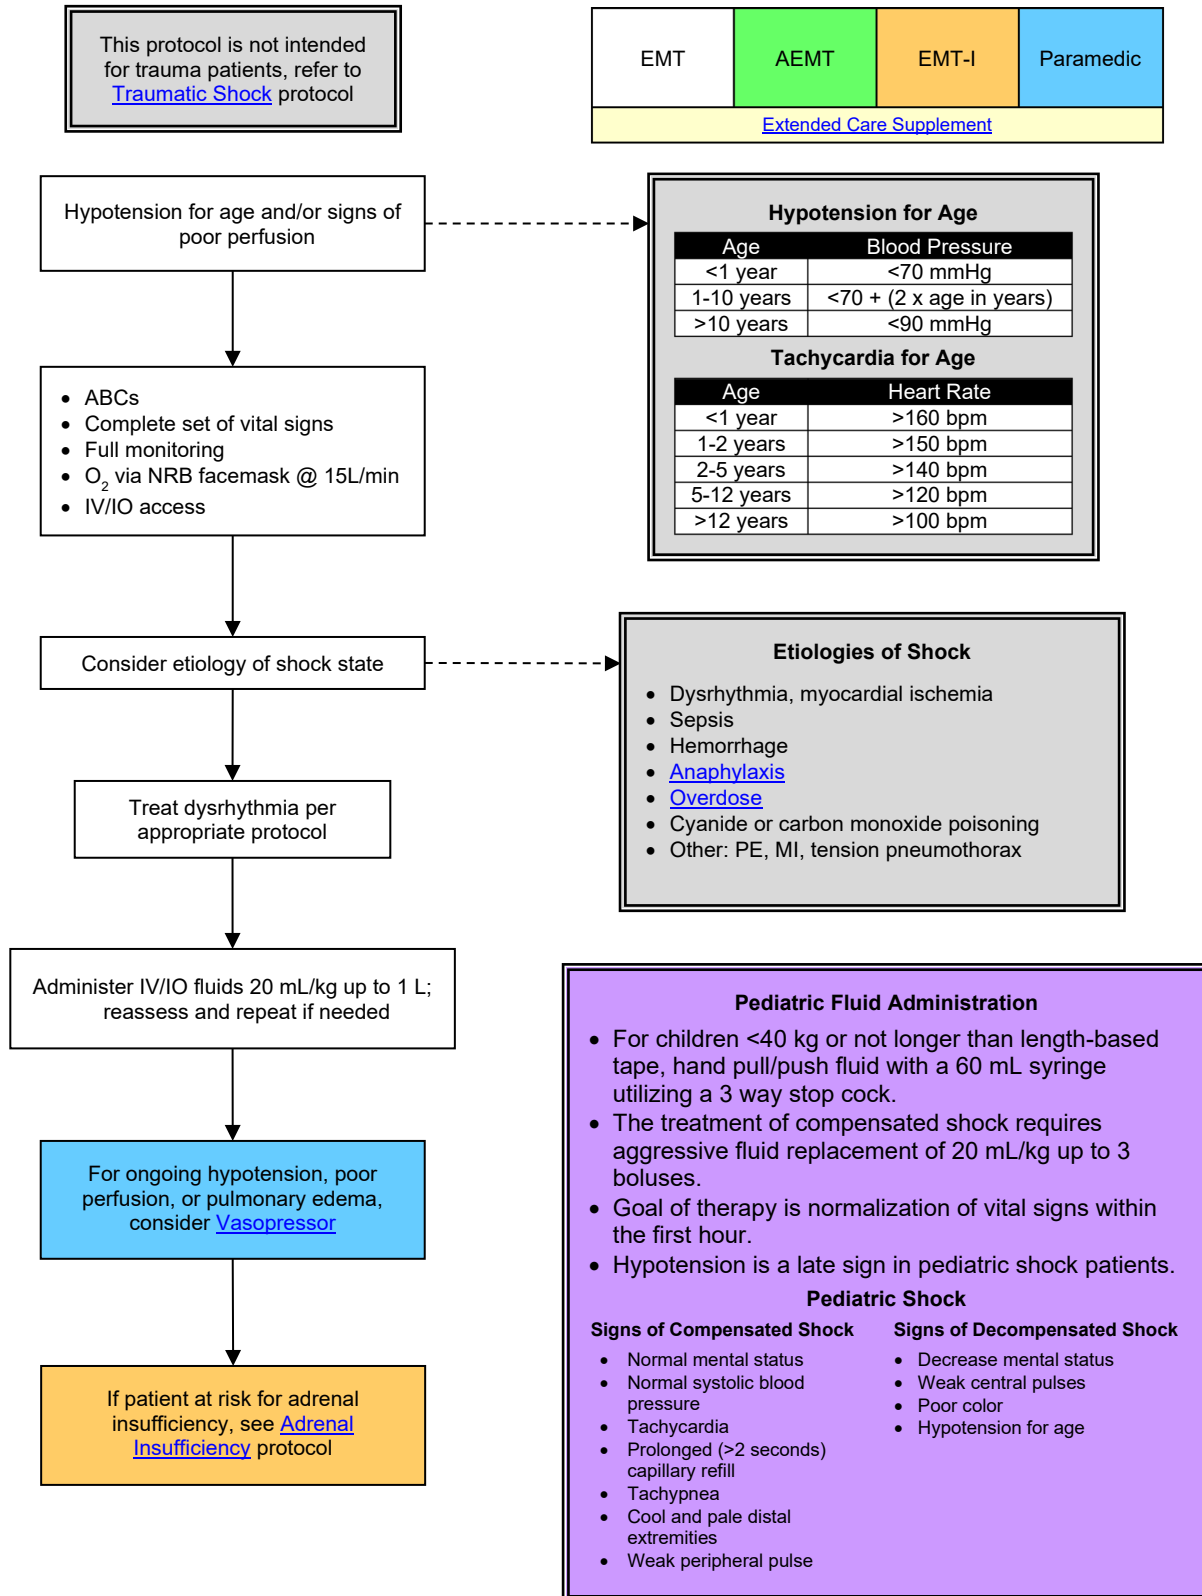 This protocol is not intended
for trauma patients, refer to
Traumatic Shock protocol
EMT
AEMT
EMT-I
Paramedic
Extended Care Supplement
Hypotension for age and/or signs of
poor perfusion
Hypotension for Age
Age Blood Pressure
<1 year <70 mmHg
1-10 years <70 + (2 x age in years)
>10 years <90 mmHg
Tachycardia for Age
Age Heart Rate
<1 year >160 bpm
1-2 years >150 bpm
2-5 years >140 bpm
5-12 years >120 bpm
>12 years >100 bpm
• ABCs
• Complete set of vital signs
• Full monitoring
• O2 via NRB facemask @ 15L/min
• IV/IO access
Consider etiology of shock state
Etiologies of Shock
• Dysrhythmia, myocardial ischemia
• Sepsis
• Hemorrhage
• Anaphylaxis
• Overdose
• Cyanide or carbon monoxide poisoning
• Other: PE, MI, tension pneumothorax
Treat dysrhythmia per
appropriate protocol
Administer IV/IO fluids 20 mL/kg up to 1 L;
reassess and repeat if needed
For ongoing hypotension, poor
perfusion, or pulmonary edema,
consider Vasopressor
If patient at risk for adrenal
insufficiency, see Adrenal
Insufficiency protocol
Pediatric Fluid Administration
• For children <40 kg or not longer than length-based
tape, hand pull/push fluid with a 60 mL syringe
utilizing a 3 way stop cock.
• The treatment of compensated shock requires
aggressive fluid replacement of 20 mL/kg up to 3
boluses.
• Goal of therapy is normalization of vital signs within
the first hour.
• Hypotension is a late sign in pediatric shock patients.
Pediatric Shock
Signs of Compensated Shock
• Normal mental status
• Normal systolic blood
pressure
• Tachycardia
• Prolonged (>2 seconds)
capillary refill
• Tachypnea
• Cool and pale distal
extremities
• Weak peripheral pulse
Signs of Decompensated Shock
• Decrease mental status
• Weak central pulses
• Poor color
• Hypotension for age